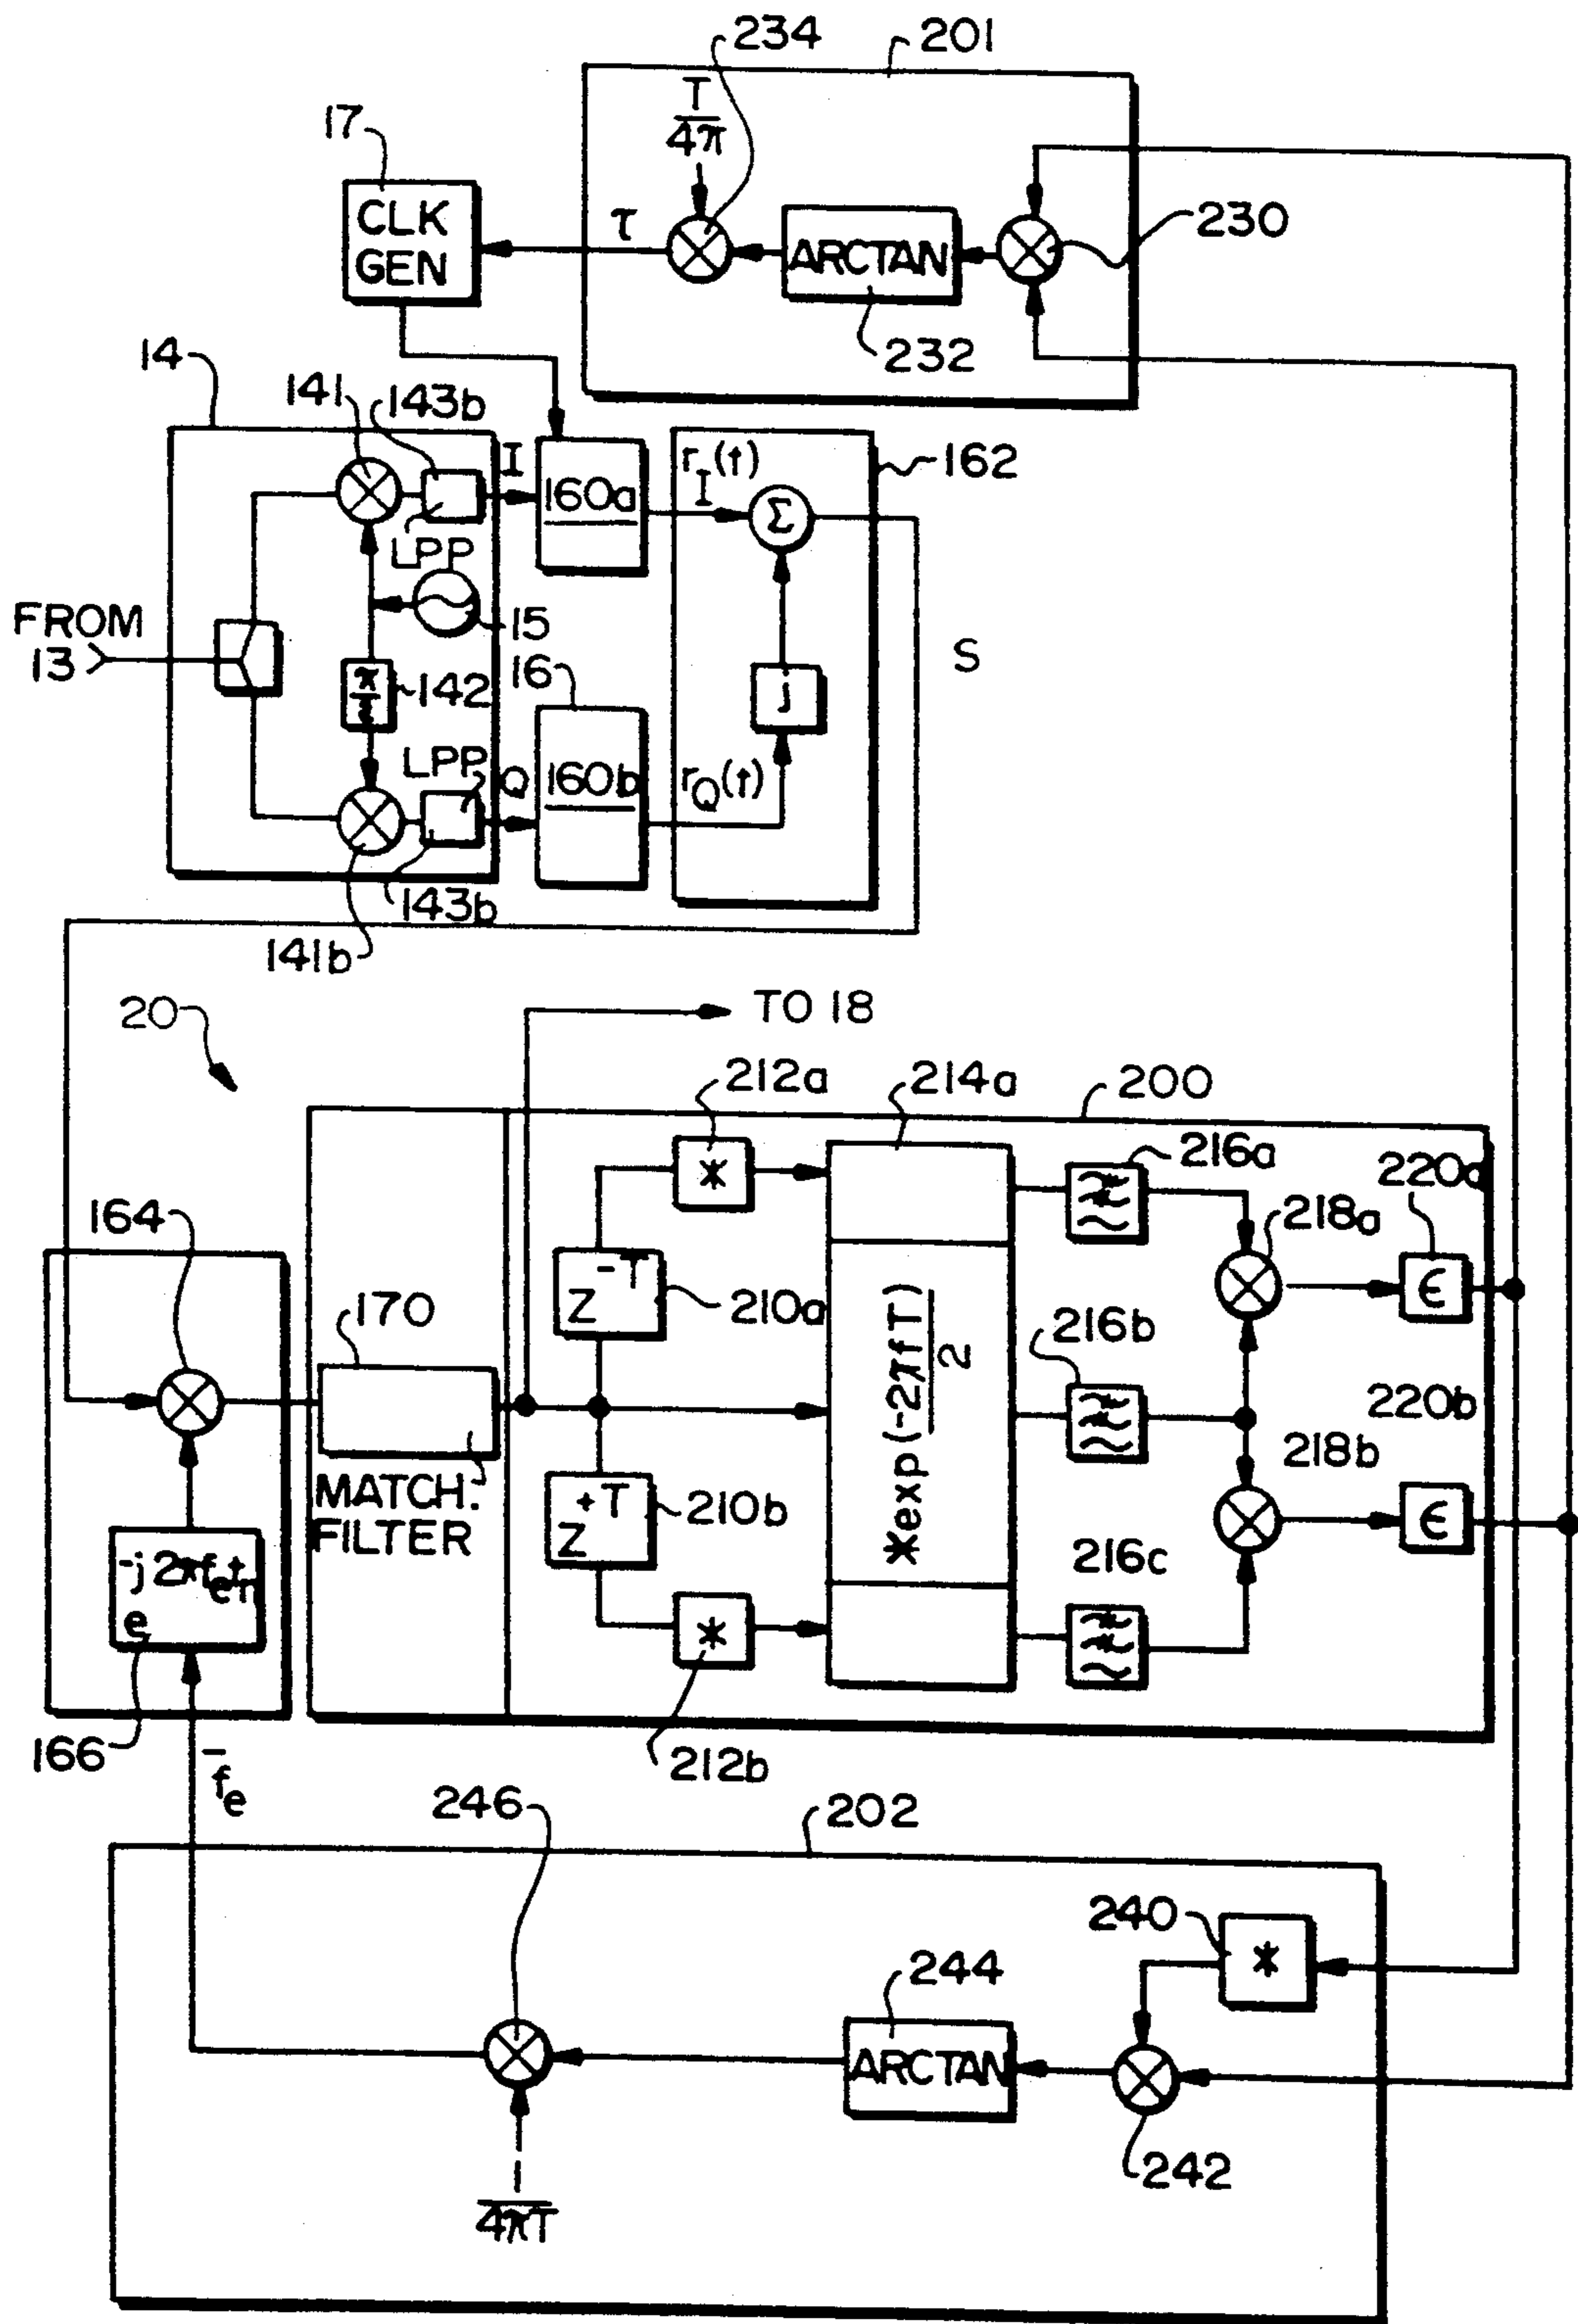 234
201
T
4π
17
CLK
GEN
τ
ARCTAN
230
232
14
141
143b
I
160a
r_I(t)
162
Σ
LPP
15
FROM
13
S
π
142
16
j
LPP
Q
160b
r_Q(t)
143b
141b
20
TO 18
212a
214a
200
*
216a
220a
164
218a
Z^-T
210a
ϵ
170
216b
*exp(-2πfT)
2
220b
218b
MATCH.
FILTER
Z^+T
210b
ϵ
216c
e^-j2πf_e t_n
*
166
212b
-f_e
246
202
240
*
244
ARCTAN
242
1
4πT